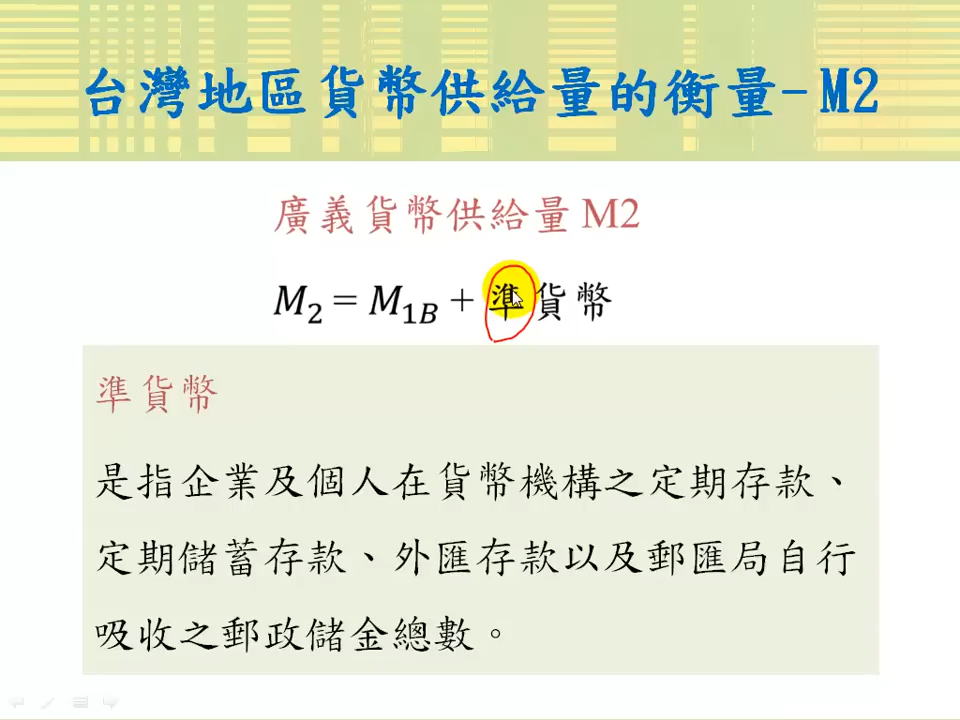 台灣地區貨幣供給量的衡量-M2
廣義貨幣供給量 M2
M₂ = M₁B + 準貨幣
準貨幣
是指企業及個人在貨幣機構之定期存款、
定期儲蓄存款、外匯存款以及郵匯局自行
吸收之郵政儲金總數。